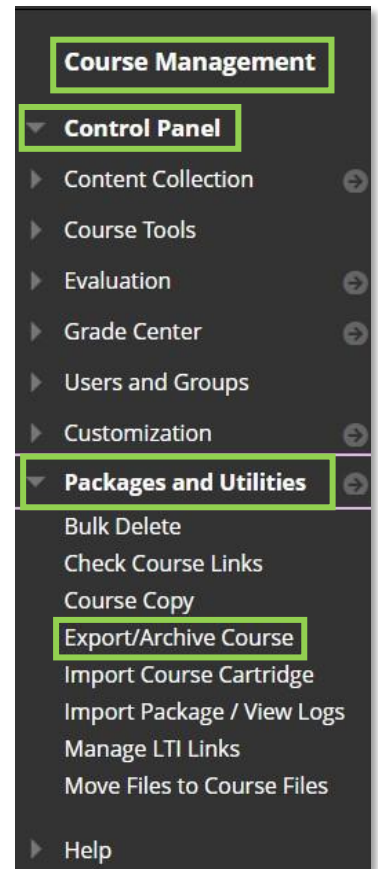 Course Management
Control Panel
Content Collection
Course Tools
Evaluation
Grade Center
Users and Groups
Customization
Packages and Utilities
Bulk Delete
Check Course Links
Course Copy
Export/Archive Course
Import Course Cartridge
Import Package / View Logs
Manage LTI Links
Move Files to Course Files
Help